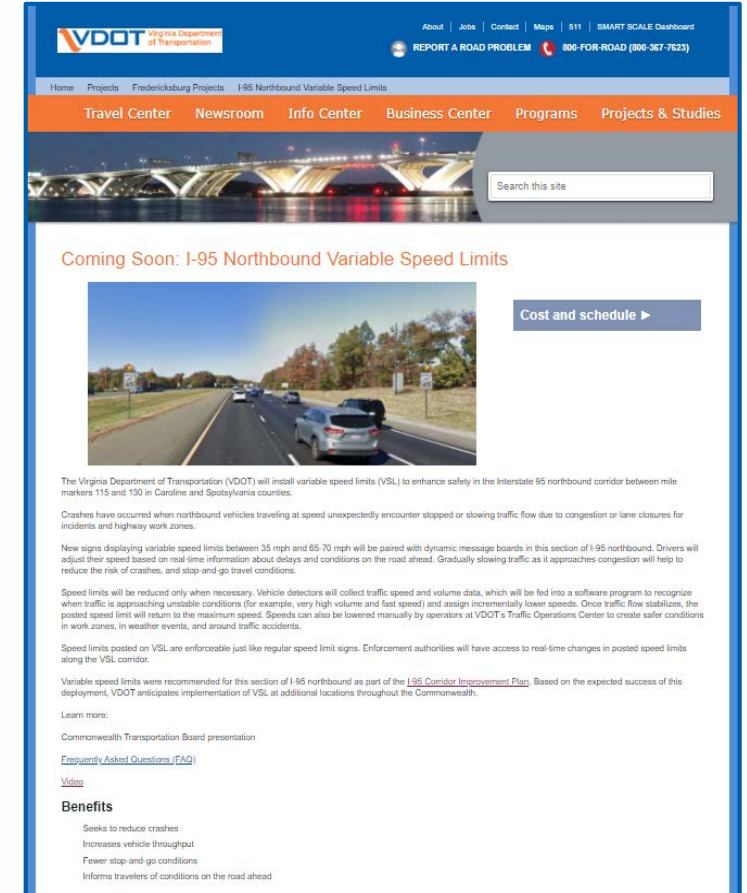 VDOT Virginia Department
of Transportation
About | Jobs | Contact | Maps | 511 | SMART SCALE Dashboard
REPORT A ROAD PROBLEM 800-FOR-ROAD (800-367-7623)
Home Projects Fredericksburg Projects I-95 Northbound Variable Speed Limits
Travel Center Newsroom Info Center Business Center Programs Projects & Studies
Search this site
Coming Soon: I-95 Northbound Variable Speed Limits
Cost and schedule ►
The Virginia Department of Transportation (VDOT) will install variable speed limits (VSL) to enhance safety in the Interstate 95 northbound corridor between mile
markers 115 and 130 in Caroline and Spotsylvania counties.
Crashes have occurred when northbound vehicles traveling at speed unexpectedly encounter stopped or slowing traffic flow due to congestion or lane closures for
incidents and highway work zones.
New signs displaying variable speed limits between 35 mph and 65-70 mph will be paired with dynamic message boards in this section of I-95 northbound. Drivers will
adjust their speed based on real-time information about delays and conditions on the road ahead. Gradually slowing traffic as it approaches congestion will help to
reduce the risk of crashes, and stop-and-go travel conditions.
Speed limits will be reduced only when necessary. Vehicle detectors will collect traffic speed and volume data, which will be fed into a software program to recognize
when traffic is approaching unstable conditions (for example, very high volume and fast speed) and assign incrementally lower speeds. Once traffic flow stabilizes, the
posted speed limit will return to the maximum speed. Speeds can also be lowered manually by operators at VDOT's Traffic Operations Center to create safer conditions
in work zones, in weather events, and around traffic accidents.
Speed limits posted on VSL are enforceable just like regular speed limit signs. Enforcement authorities will have access to real-time changes in posted speed limits
along the VSL corridor.
Variable speed limits were recommended for this section of I-95 northbound as part of the I-95 Corridor Improvement Plan. Based on the expected success of this
deployment, VDOT anticipates implementation of VSL at additional locations throughout the Commonwealth.
Learn more:
Commonwealth Transportation Board presentation
Frequently Asked Questions (FAQ)
Video
Benefits
Seeks to reduce crashes
Increases vehicle throughput
Fewer stop-and-go conditions
Informs travelers of conditions on the road ahead